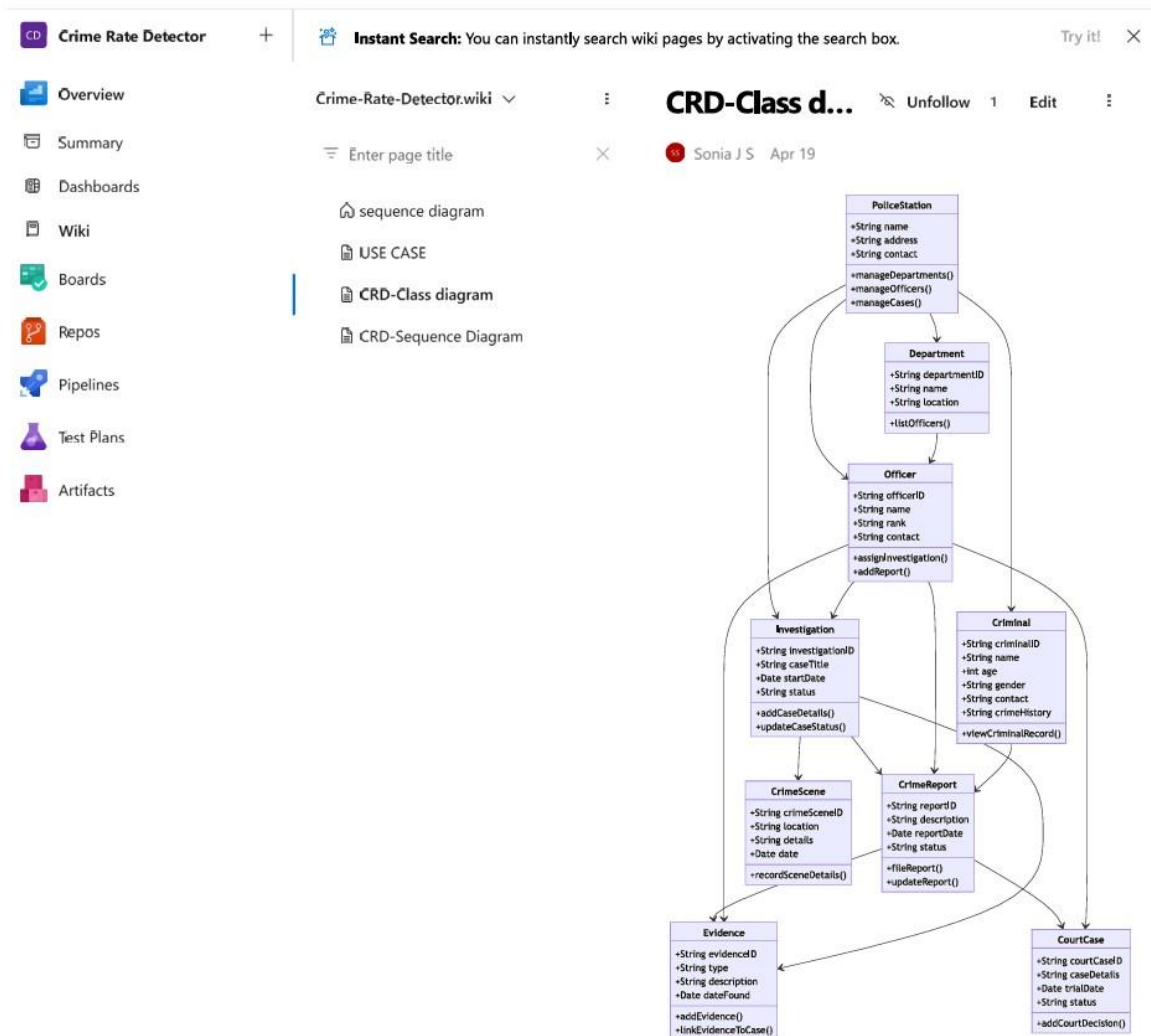 CD Crime Rate Detector +
Instant Search: You can instantly search wiki pages by activating the search box. Try it!
Overview
Summary
Dashboards
Wiki
Boards
Repos
Pipelines
Test Plans
Artifacts
Crime-Rate-Detector.wiki
Enter page title
sequence diagram
USE CASE
CRD-Class diagram
CRD-Sequence Diagram
CRD-Class d... Unfollow 1 Edit
SS Sonia J S Apr 19
PoliceStation
+String name
+String address
+String contact
+manageDepartments()
+manageOfficers()
+manageCases()
Department
+String departmentID
+String name
+String location
+listOfficers()
Officer
+String officerID
+String name
+String rank
+String contact
+assignInvestigation()
+addReport()
Investigation
+String investigationID
+String caseTitle
+Date startDate
+String status
+addCaseDetails()
+updateCaseStatus()
Criminal
+String criminalID
+String name
+int age
+String gender
+String contact
+String crimeHistory
+viewCriminalRecord()
CrimeScene
+String crimeSceneID
+String location
+String details
+Date date
+recordSceneDetails()
CrimeReport
+String reportID
+String description
+Date reportDate
+String status
+fileReport()
+updateReport()
Evidence
+String evidenceID
+String type
+String description
+Date dateFound
+addEvidence()
+linkEvidenceToCase()
CourtCase
+String courtCaseID
+String caseDetails
+Date trialDate
+String status
+addCourtDecision()